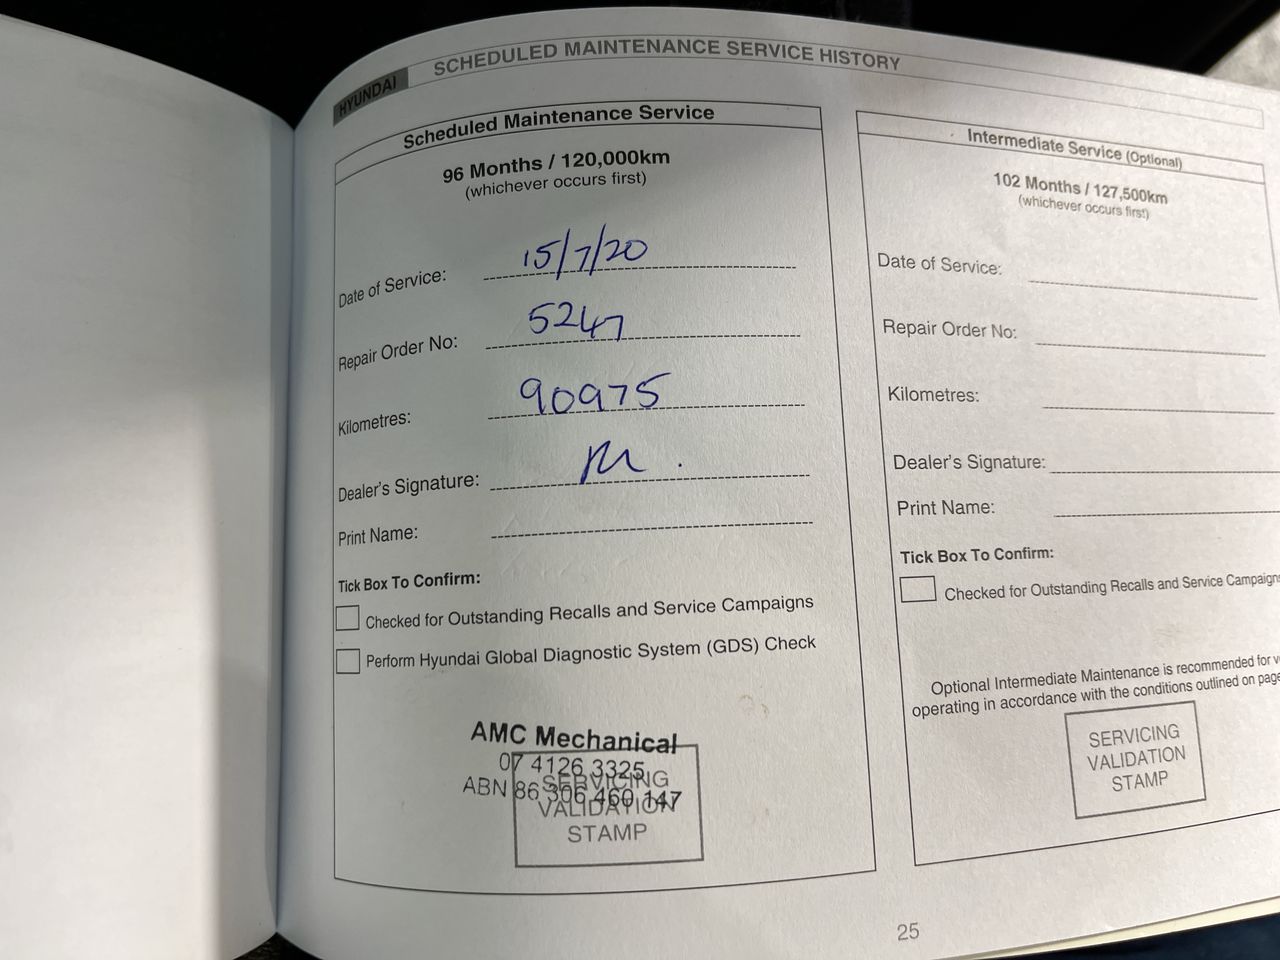 HYUNDAI
SCHEDULED MAINTENANCE SERVICE HISTORY
Scheduled Maintenance Service
96 Months / 120,000km
(whichever occurs first)
Date of Service: 15/7/20
Repair Order No: 5247
Kilometres: 90975
Dealer's Signature:
Print Name:
Tick Box To Confirm:
Checked for Outstanding Recalls and Service Campaigns
Perform Hyundai Global Diagnostic System (GDS) Check
AMC Mechanical
07 4126 3325
ABN 86 306 460 147
SERVICING
VALIDATION
STAMP
Intermediate Service (Optional)
102 Months / 127,500km
(whichever occurs first)
Date of Service:
Repair Order No:
Kilometres:
Dealer's Signature:
Print Name:
Tick Box To Confirm:
Checked for Outstanding Recalls and Service Campaigns
Optional Intermediate Maintenance is recommended for
operating in accordance with the conditions outlined on page
SERVICING
VALIDATION
STAMP
25